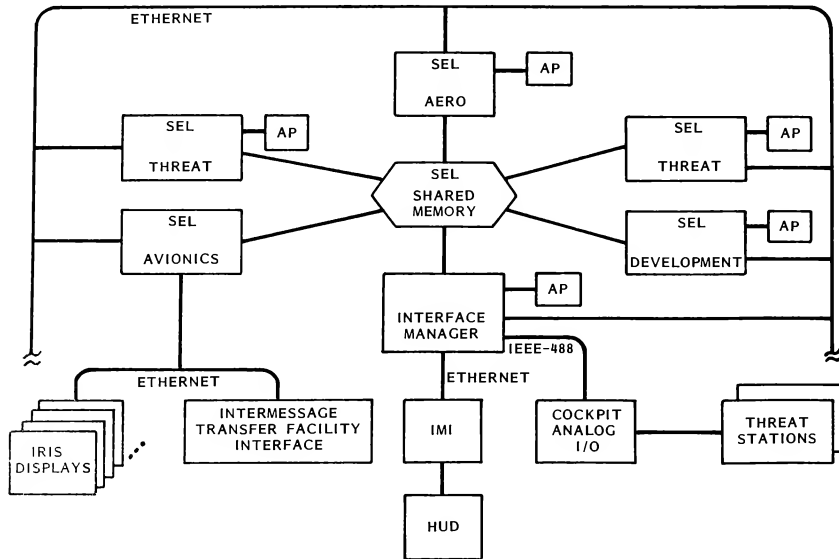 ETHERNET
SEL
AERO
AP
SEL
THREAT
AP
SEL
THREAT
AP
SEL
SHARED
MEMORY
SEL
AVIONICS
SEL
DEVELOPMENT
AP
INTERFACE
MANAGER
AP
IEEE-488
ETHERNET
ETHERNET
IRIS
DISPLAYS
INTERMESSAGE
TRANSFER FACILITY
INTERFACE
IMI
COCKPIT
ANALOG
I/O
THREAT
STATIONS
HUD